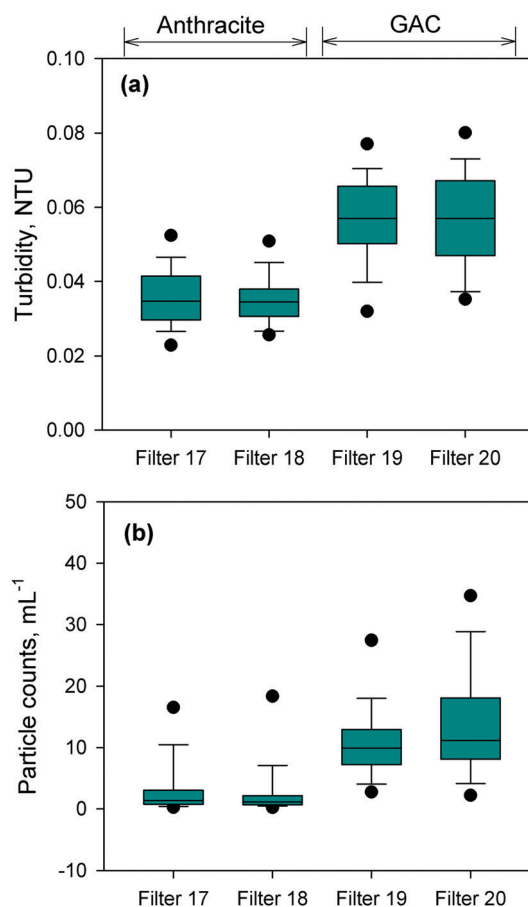 Anthracite GAC
(a)
Turbidity, NTU
0.10
0.08
0.06
0.04
0.02
0.00
Filter 17 Filter 18 Filter 19 Filter 20
(b)
Particle counts, mL⁻¹
50
40
30
20
10
0
-10
Filter 17 Filter 18 Filter 19 Filter 20